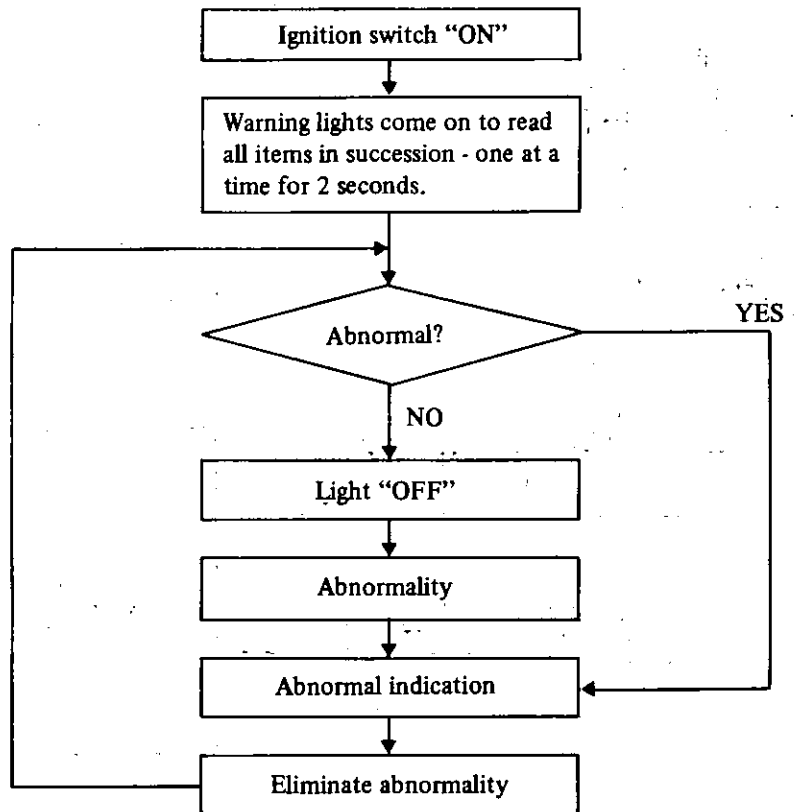 Ignition switch “ON”
Warning lights come on to read
all items in succession - one at a
time for 2 seconds.
Abnormal?
YES
NO
Light “OFF”
Abnormality
Abnormal indication
Eliminate abnormality